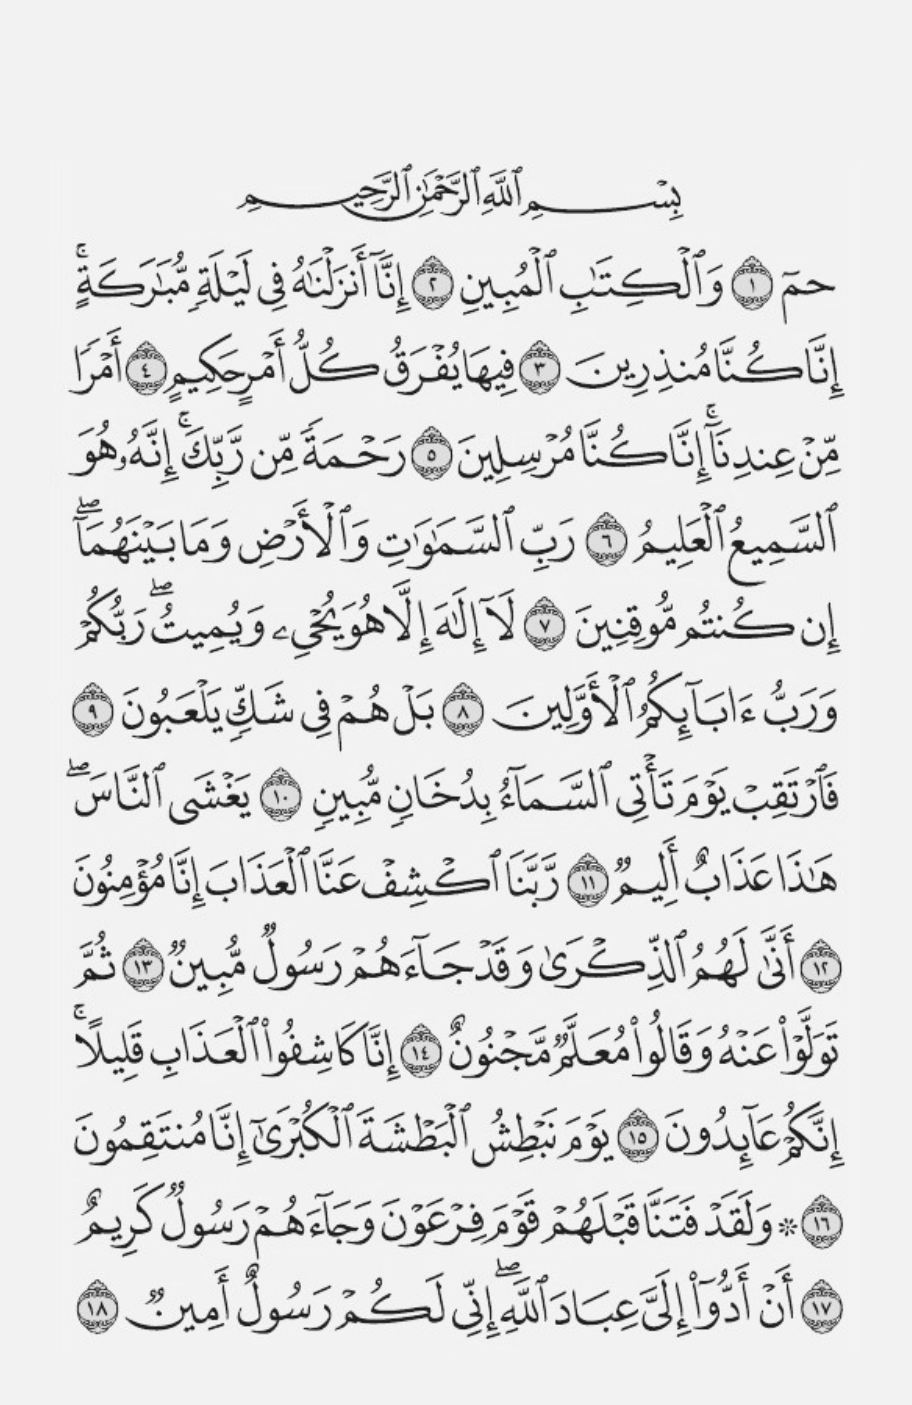 بِسْمِ ٱللَّهِ ٱلرَّحْمَٰنِ ٱلرَّحِيمِ
حمٓ ١ وَٱلْكِتَٰبِ ٱلْمُبِينِ ٢ إِنَّآ أَنزَلْنَٰهُ فِي لَيْلَةٖ مُّبَٰرَكَةٍۚ
إِنَّا كُنَّا مُنذِرِينَ ٣ فِيهَا يُفْرَقُ كُلُّ أَمْرٍ حَكِيمٍ ٤ أَمْرٗا
مِّنْ عِندِنَآۚ إِنَّا كُنَّا مُرْسِلِينَ ٥ رَحْمَةٗ مِّن رَّبِّكَۚ إِنَّهُۥ هُوَ
ٱلسَّمِيعُ ٱلْعَلِيمُ ٦ رَبِّ ٱلسَّمَٰوَٰتِ وَٱلْأَرْضِ وَمَا بَيْنَهُمَآۖ
إِن كُنتُم مُّوقِنِينَ ٧ لَآ إِلَٰهَ إِلَّا هُوَ يُحْيِۦ وَيُمِيتُۖ رَبُّكُمْ
وَرَبُّ ءَابَآئِكُمُ ٱلْأَوَّلِينَ ٨ بَلْ هُمْ فِي شَكّٖ يَلْعَبُونَ ٩
فَٱرْتَقِبْ يَوْمَ تَأْتِي ٱلسَّمَآءُ بِدُخَانٖ مُّبِينٖ ١٠ يَغْشَى ٱلنَّاسَۖ
هَٰذَا عَذَابٌ أَلِيمٞ ١١ رَّبَّنَا ٱكْشِفْ عَنَّا ٱلْعَذَابَ إِنَّا مُؤْمِنُونَ
١٢ أَنَّىٰ لَهُمُ ٱلذِّكْرَىٰ وَقَدْ جَآءَهُمْ رَسُولٞ مُّبِينٞ ١٣ ثُمَّ
تَوَلَّوْاْ عَنْهُ وَقَالُواْ مُعَلَّمٞ مَّجْنُونٌ ١٤ إِنَّا كَاشِفُواْ ٱلْعَذَابِ قَلِيلًاۚ
إِنَّكُمْ عَآئِدُونَ ١٥ يَوْمَ نَبْطِشُ ٱلْبَطْشَةَ ٱلْكُبْرَىٰٓ إِنَّا مُنتَقِمُونَ
١٦ ۞ وَلَقَدْ فَتَنَّا قَبْلَهُمْ قَوْمَ فِرْعَوْنَ وَجَآءَهُمْ رَسُولٞ كَرِيمٌ
١٧ أَنْ أَدُّوٓاْ إِلَيَّ عِبَادَ ٱللَّهِۖ إِنِّي لَكُمْ رَسُولٌ أَمِينٞ ١٨